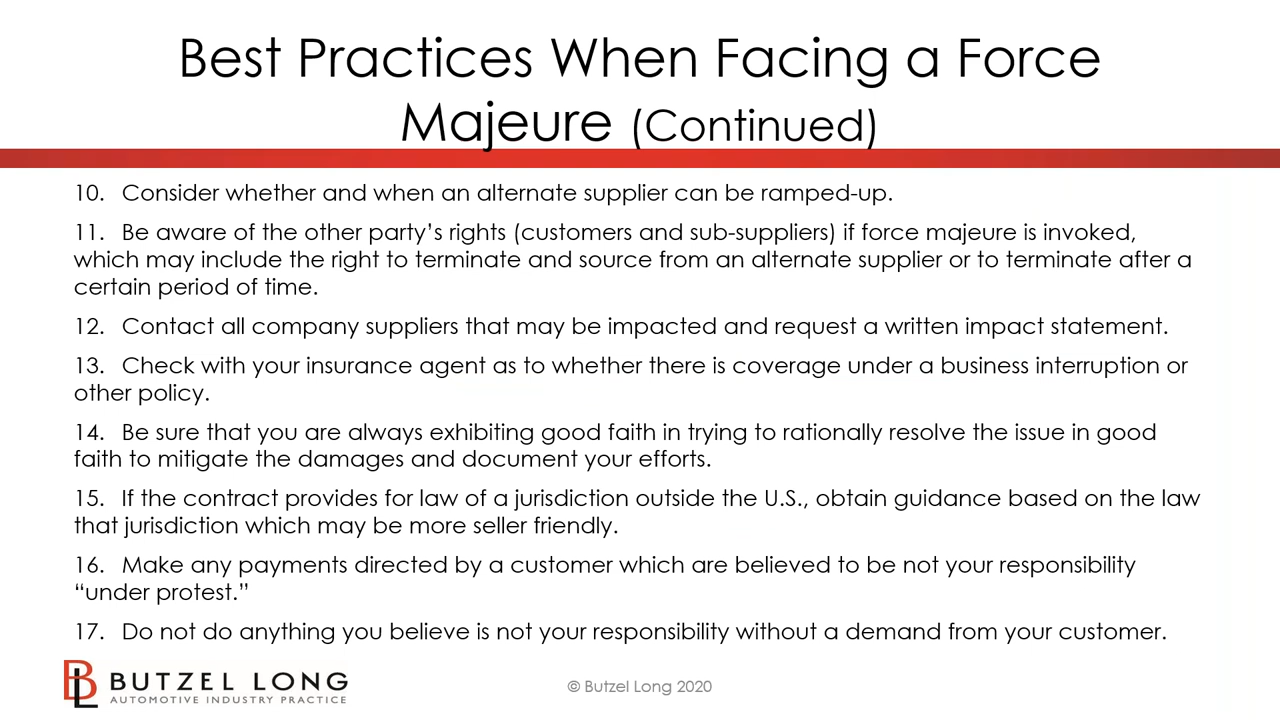 Best Practices When Facing a Force
Majeure (Continued)
10. Consider whether and when an alternate supplier can be ramped-up.
11. Be aware of the other party’s rights (customers and sub-suppliers) if force majeure is invoked,
which may include the right to terminate and source from an alternate supplier or to terminate after a
certain period of time.
12. Contact all company suppliers that may be impacted and request a written impact statement.
13. Check with your insurance agent as to whether there is coverage under a business interruption or
other policy.
14. Be sure that you are always exhibiting good faith in trying to rationally resolve the issue in good
faith to mitigate the damages and document your efforts.
15. If the contract provides for law of a jurisdiction outside the U.S., obtain guidance based on the law
that jurisdiction which may be more seller friendly.
16. Make any payments directed by a customer which are believed to be not your responsibility
“under protest.”
17. Do not do anything you believe is not your responsibility without a demand from your customer.
BL BUTZEL LONG
AUTOMOTIVE INDUSTRY PRACTICE
© Butzel Long 2020